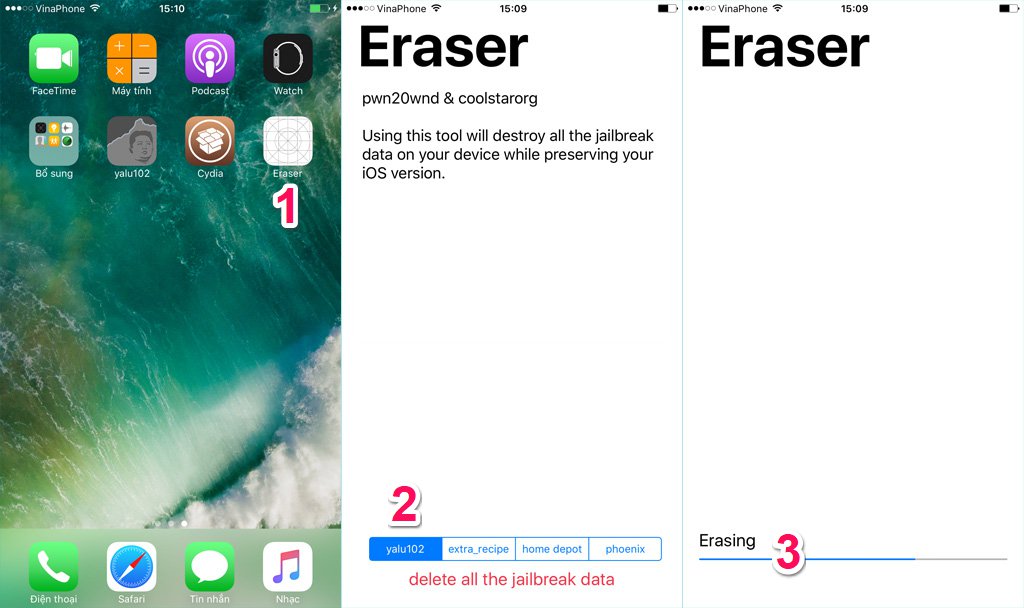 VinaPhone 15:10
FaceTime Máy tính Podcast Watch
Bổ sung yalu102 Cydia Eraser
1
Điện thoại Safari Tin nhắn Nhạc
VinaPhone 15:09
Eraser
pwn20wnd & coolstarorg
Using this tool will destroy all the jailbreak
data on your device while preserving your
iOS version.
2
yalu102 extra_recipe home depot phoenix
delete all the jailbreak data
VinaPhone 15:09
Eraser
Erasing
3